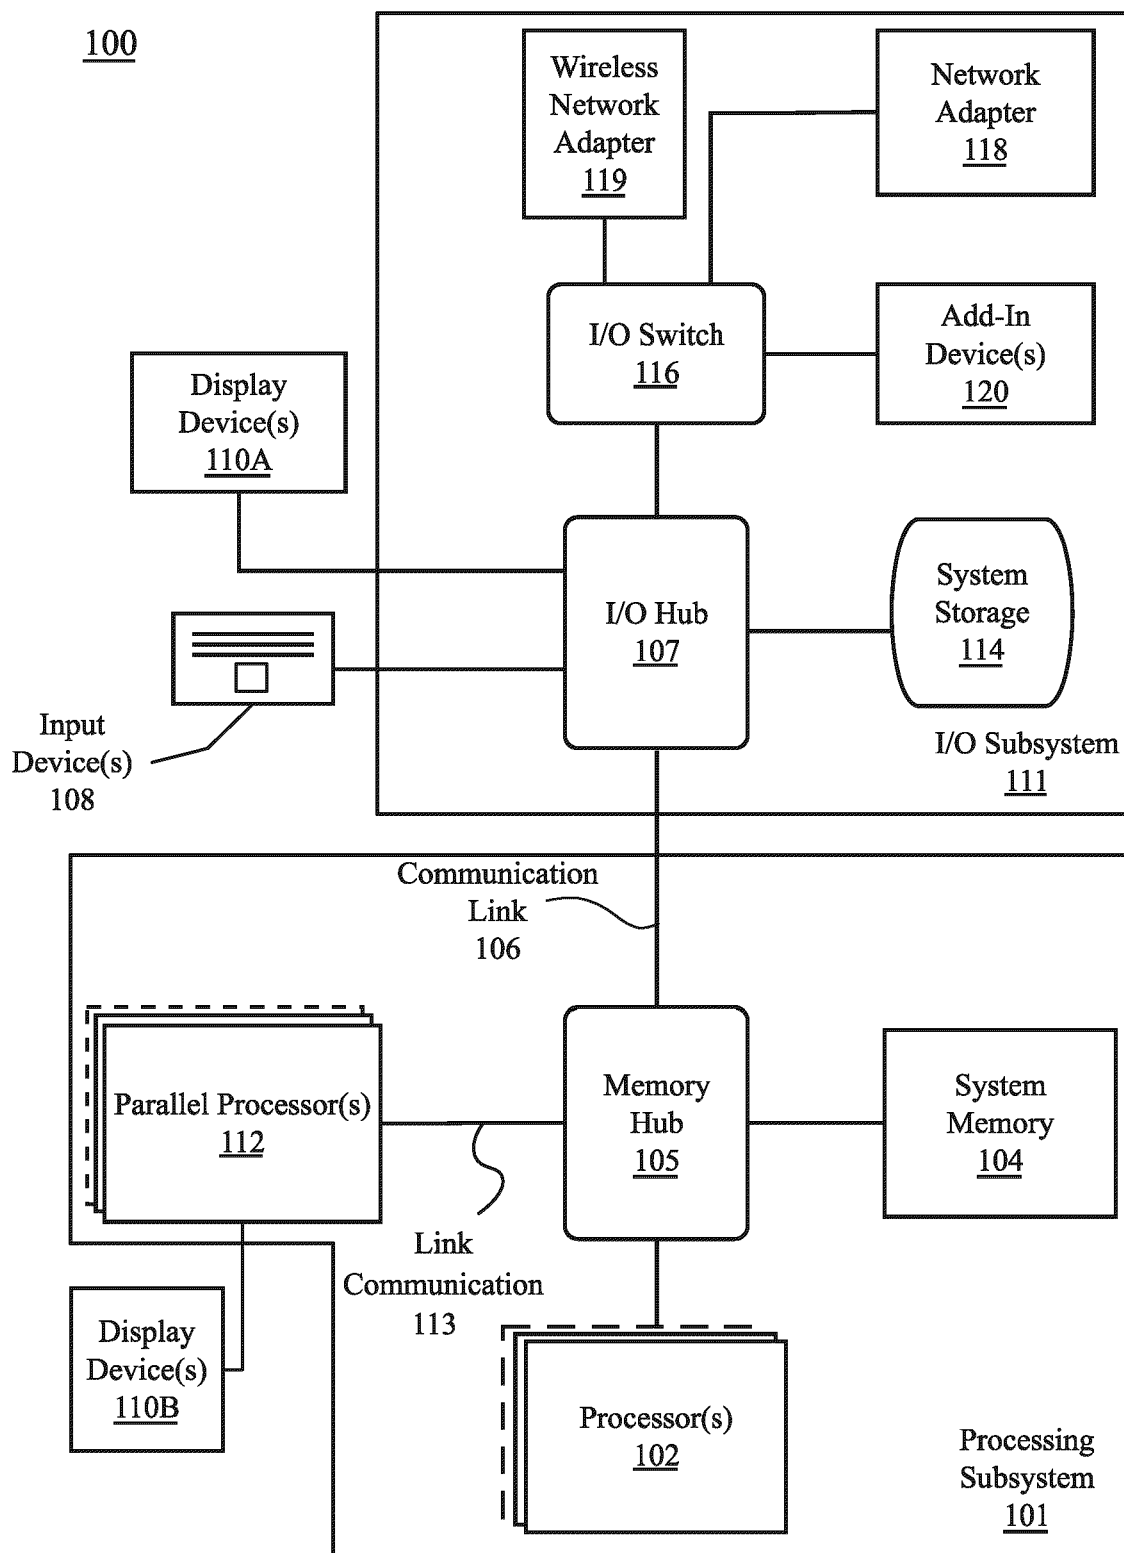 100
Wireless
Network
Adapter
119
Network
Adapter
118
I/O Switch
116
Add-In
Device(s)
120
Display
Device(s)
110A
I/O Hub
107
System
Storage
114
Input
Device(s)
108
I/O Subsystem
111
Communication
Link
106
Parallel Processor(s)
112
Memory
Hub
105
System
Memory
104
Link
Communication
113
Display
Device(s)
110B
Processor(s)
102
Processing
Subsystem
101